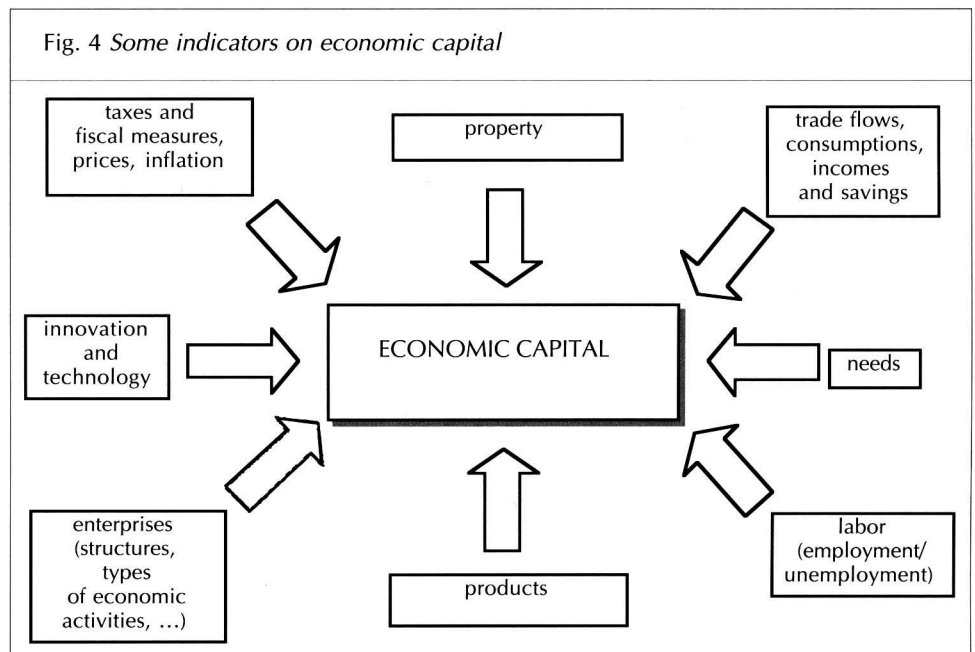 Fig. 4 Some indicators on economic capital
taxes and
fiscal measures,
prices, inflation
property
trade flows,
consumptions,
incomes
and savings
innovation
and
technology
ECONOMIC CAPITAL
needs
enterprises
(structures,
types
of economic
activities, ...)
products
labor
(employment/
unemployment)